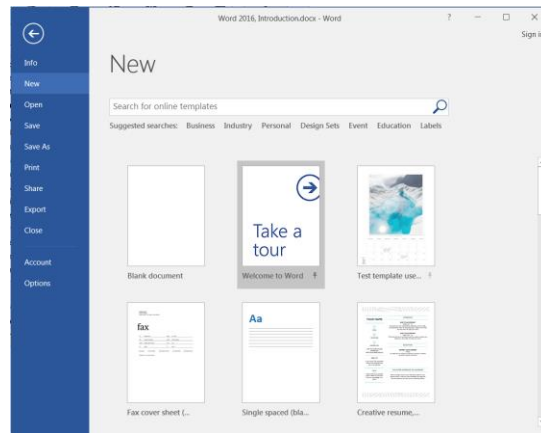 Word 2016, Introduction.docx - Word
?
Sign i
Info
New
Open
Save
Save As
Print
Share
Export
Close
Account
Options
New
Search for online templates
Suggested searches: Business Industry Personal Design Sets Event Education Labels
Take a
tour
Blank document
Welcome to Word
Test template use...
fax
Aa
Fax cover sheet (...
Single spaced (bla...
Creative resume,...